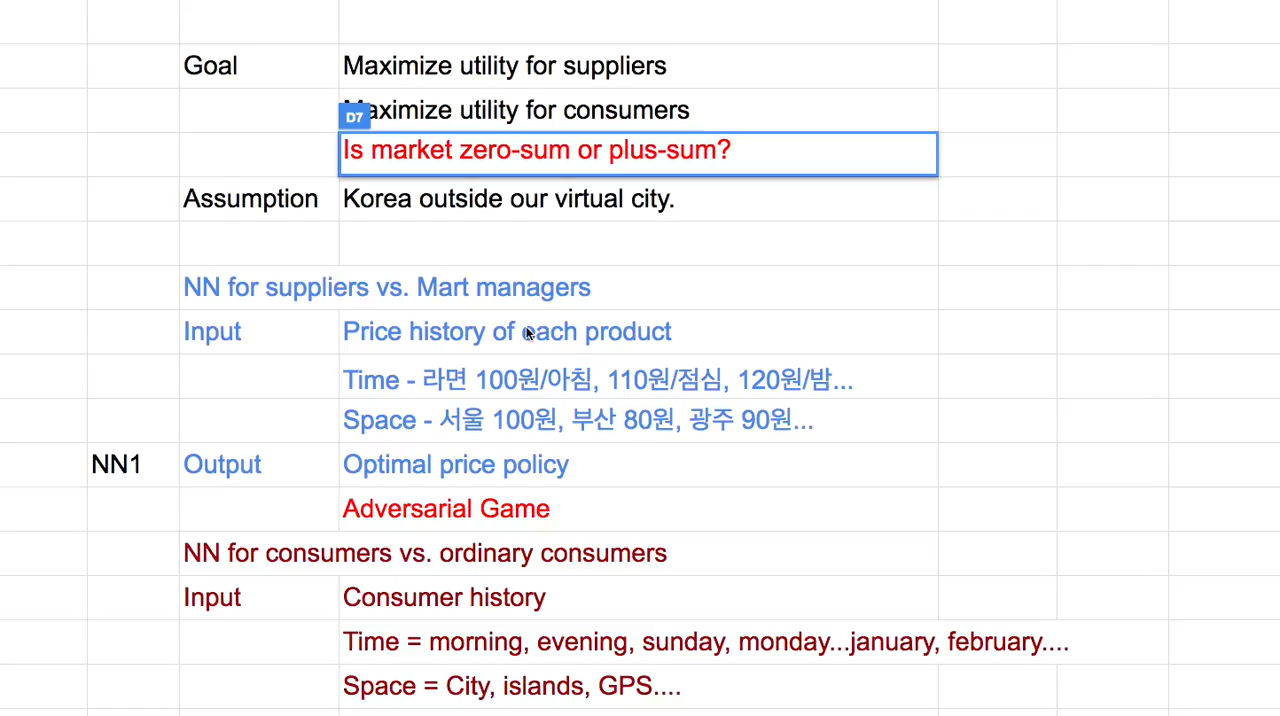 Goal Maximize utility for suppliers
Maximize utility for consumers
D7
Is market zero-sum or plus-sum?
Assumption Korea outside our virtual city.
NN for suppliers vs. Mart managers
Input Price history of each product
Time - 라면 100원/아침, 110원/점심, 120원/밤...
Space - 서울 100원, 부산 80원, 광주 90원...
NN1 Output Optimal price policy
Adversarial Game
NN for consumers vs. ordinary consumers
Input Consumer history
Time = morning, evening, sunday, monday...january, february....
Space = City, islands, GPS....